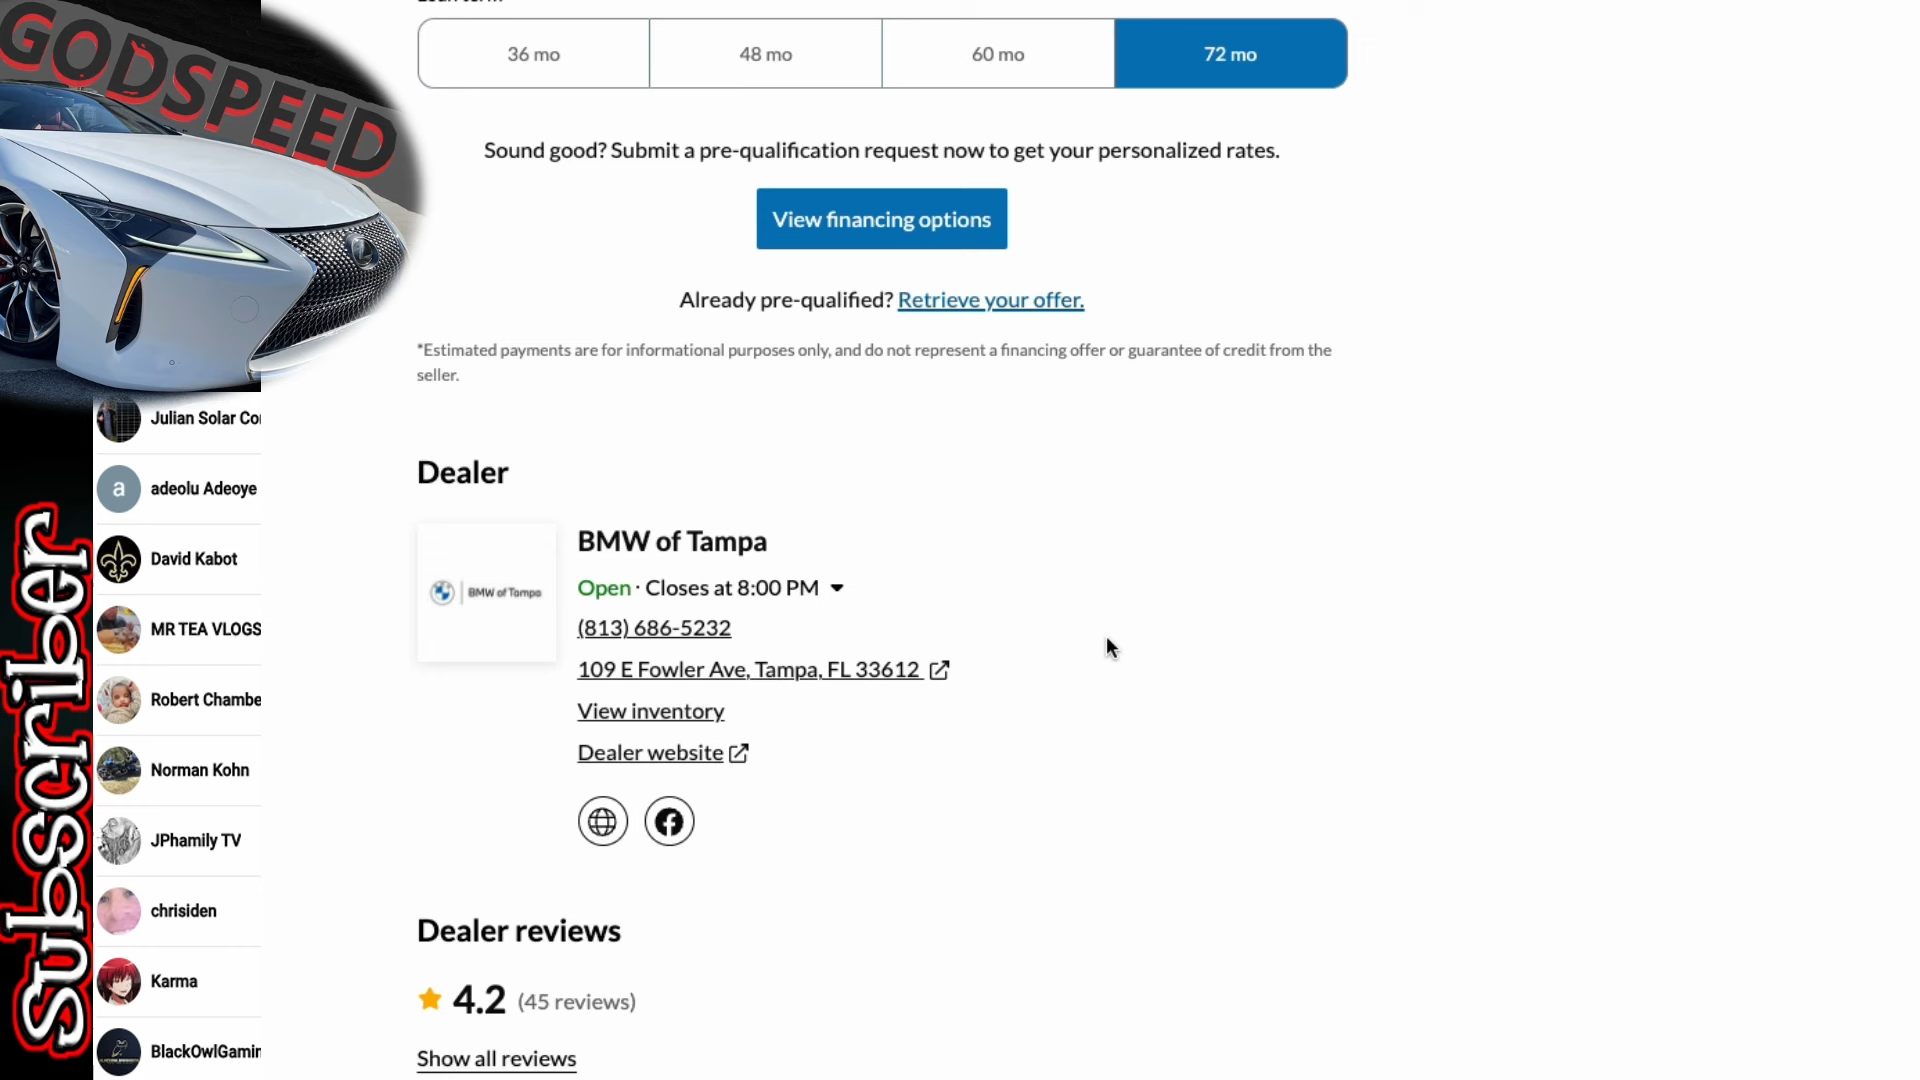 GODSPEED
36 mo
48 mo
60 mo
72 mo
Sound good? Submit a pre-qualification request now to get your personalized rates.
View financing options
Already pre-qualified? Retrieve your offer.
*Estimated payments are for informational purposes only, and do not represent a financing offer or guarantee of credit from the
seller.
Subscriber
Julian Solar Co
adeolu Adeoye
David Kabot
MR TEA VLOGS
Robert Chambe
Norman Kohn
JPhamily TV
chrisiden
Karma
BlackOwlGamin
Dealer
BMW of Tampa
BMW of Tampa
Open · Closes at 8:00 PM
(813) 686-5232
109 E Fowler Ave, Tampa, FL 33612
View inventory
Dealer website
Dealer reviews
4.2 (45 reviews)
Show all reviews